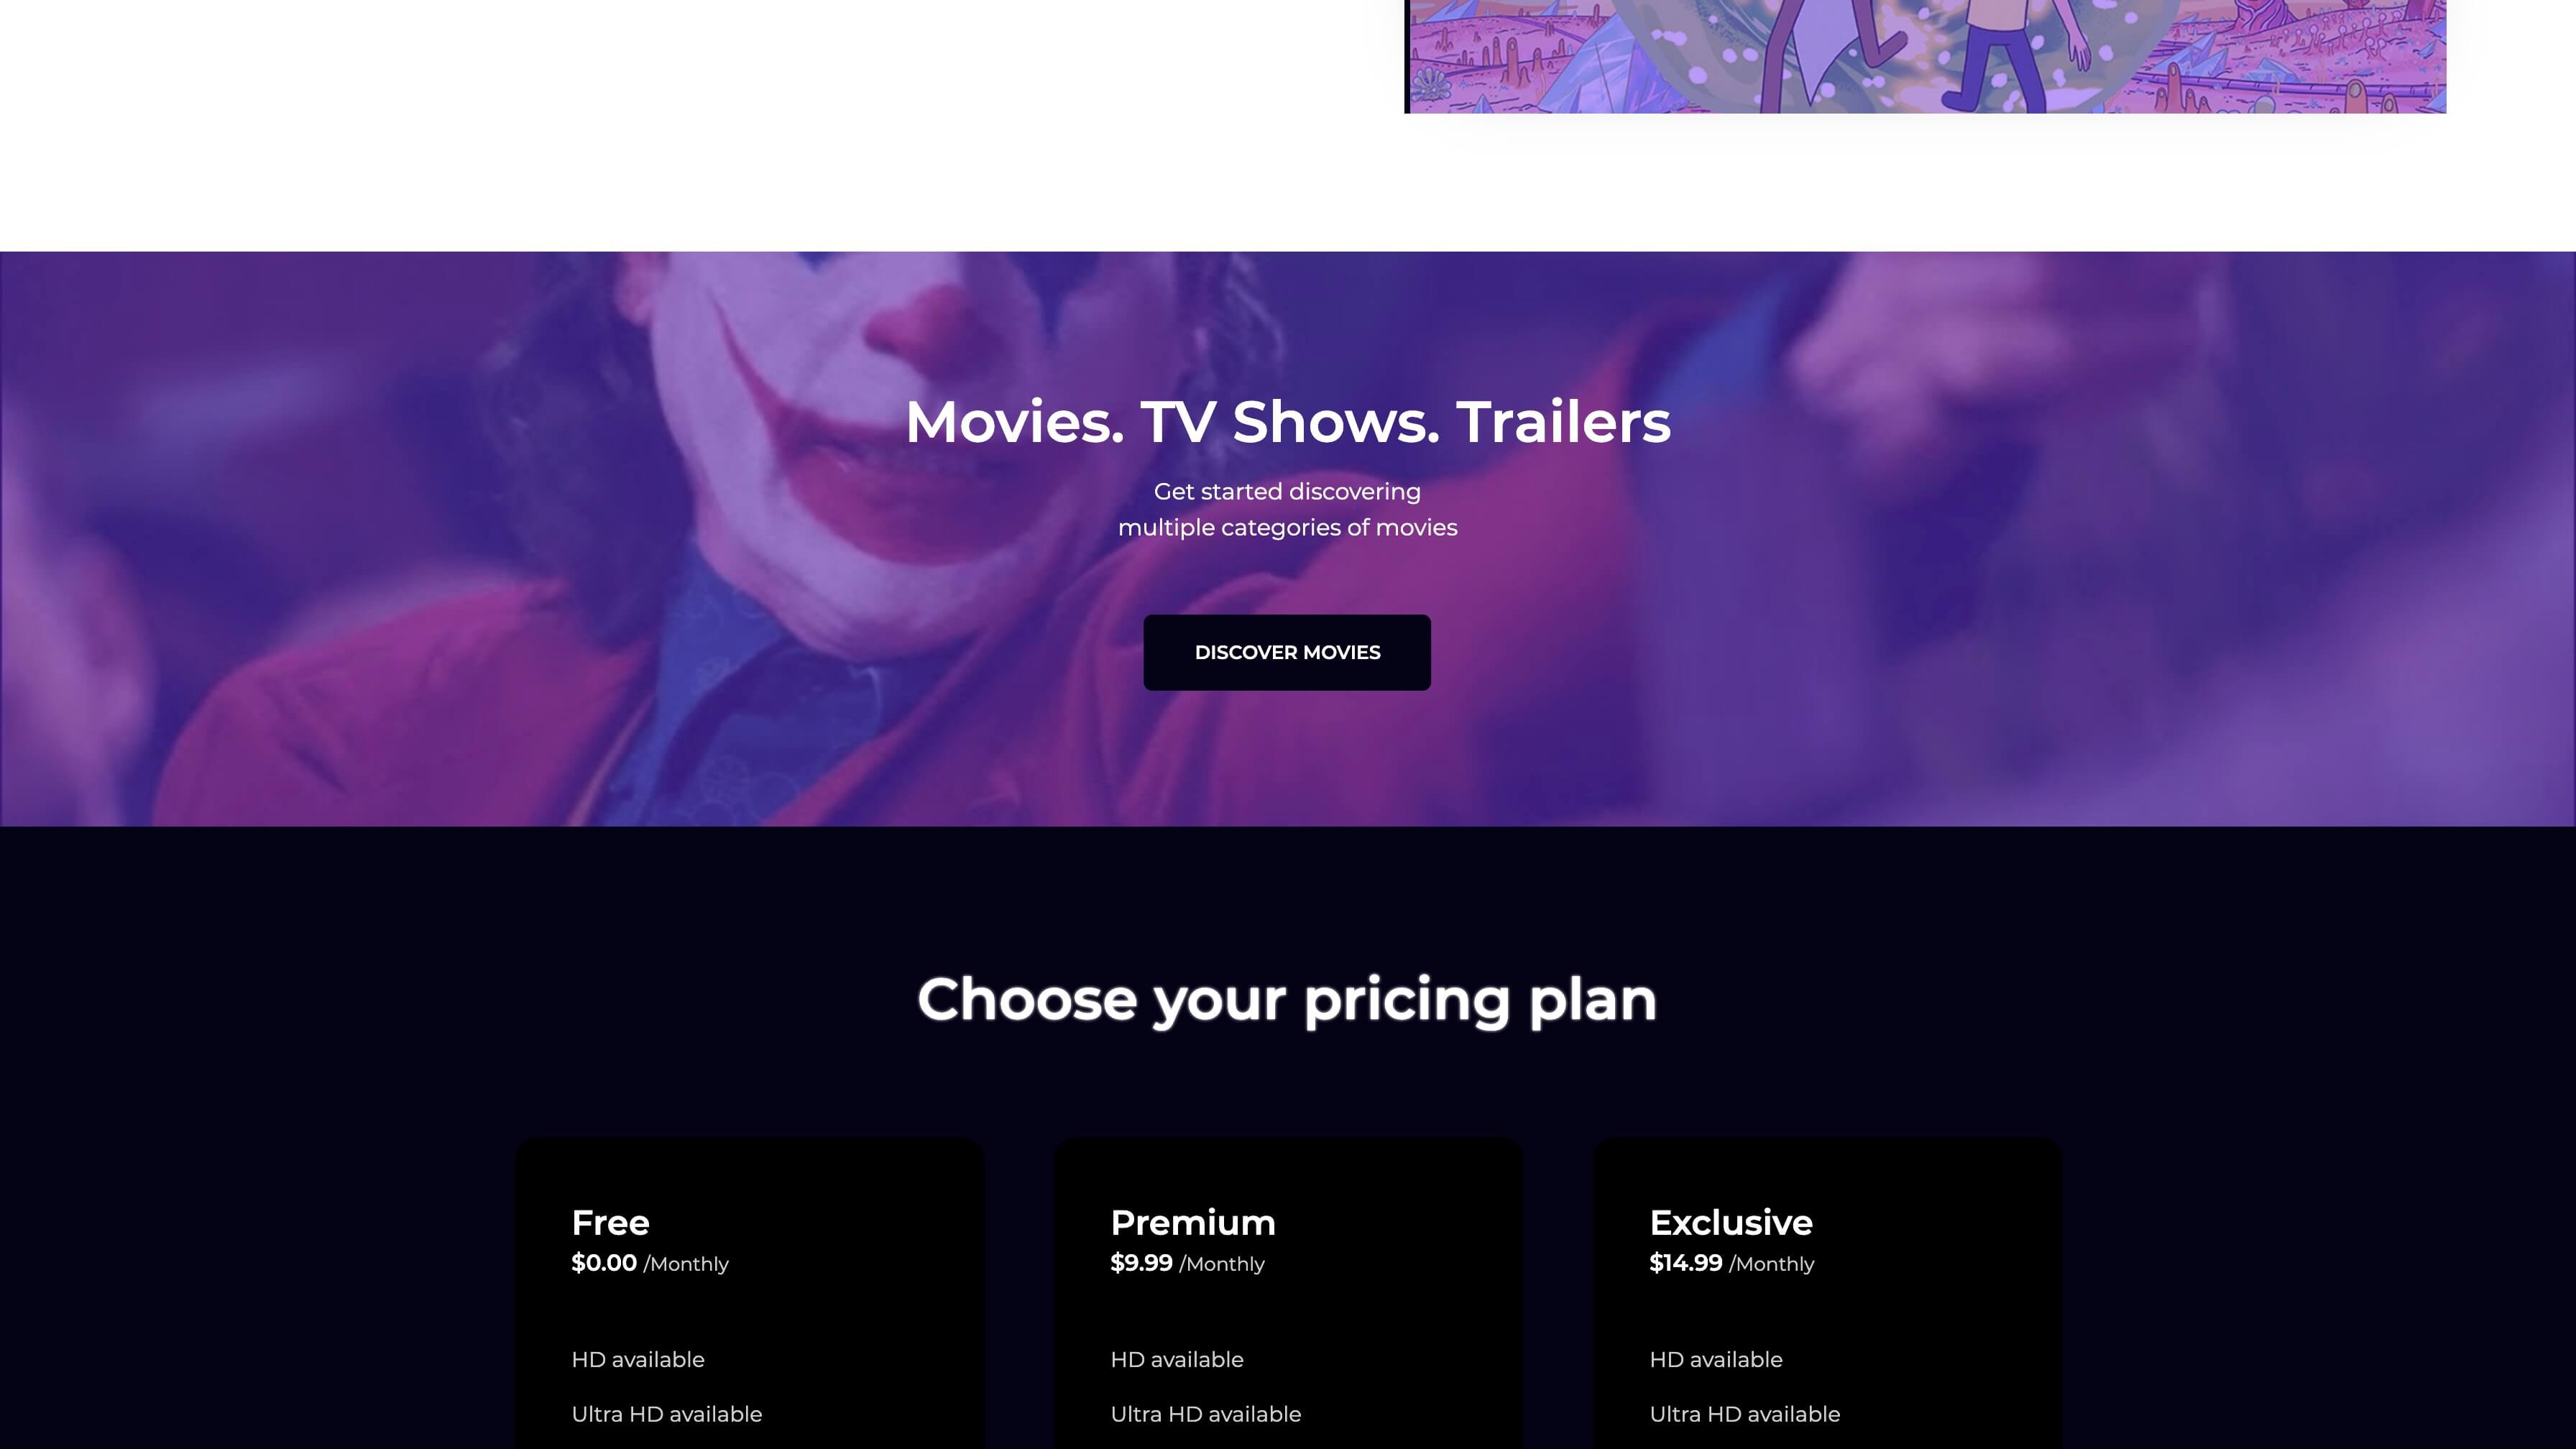 Movies. TV Shows. Trailers
Get started discovering
multiple categories of movies
DISCOVER MOVIES
Choose your pricing plan
Free
$0.00 /Monthly
HD available
Ultra HD available
Premium
$9.99 /Monthly
HD available
Ultra HD available
Exclusive
$14.99 /Monthly
HD available
Ultra HD available